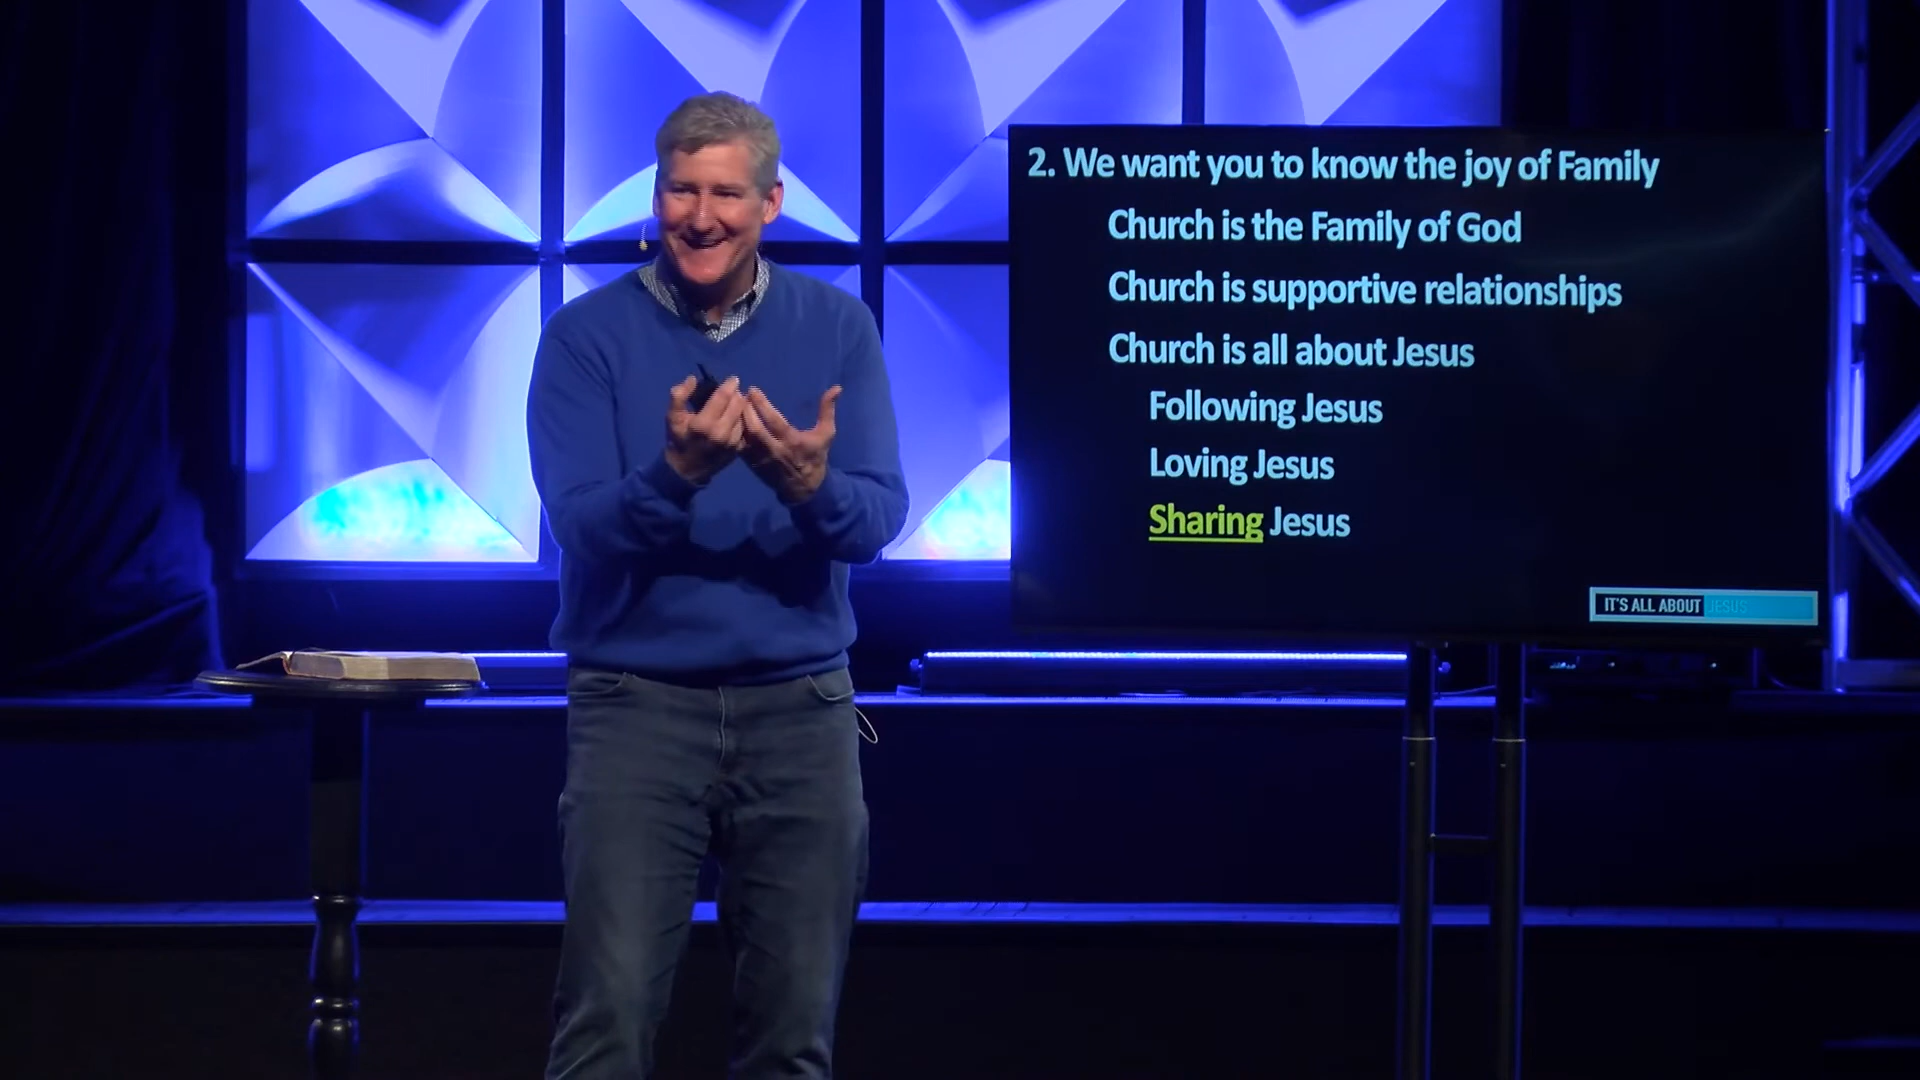 2. We want you to know the joy of Family
Church is the Family of God
Church is supportive relationships
Church is all about Jesus
Following Jesus
Loving Jesus
Sharing Jesus
IT'S ALL ABOUT JESUS